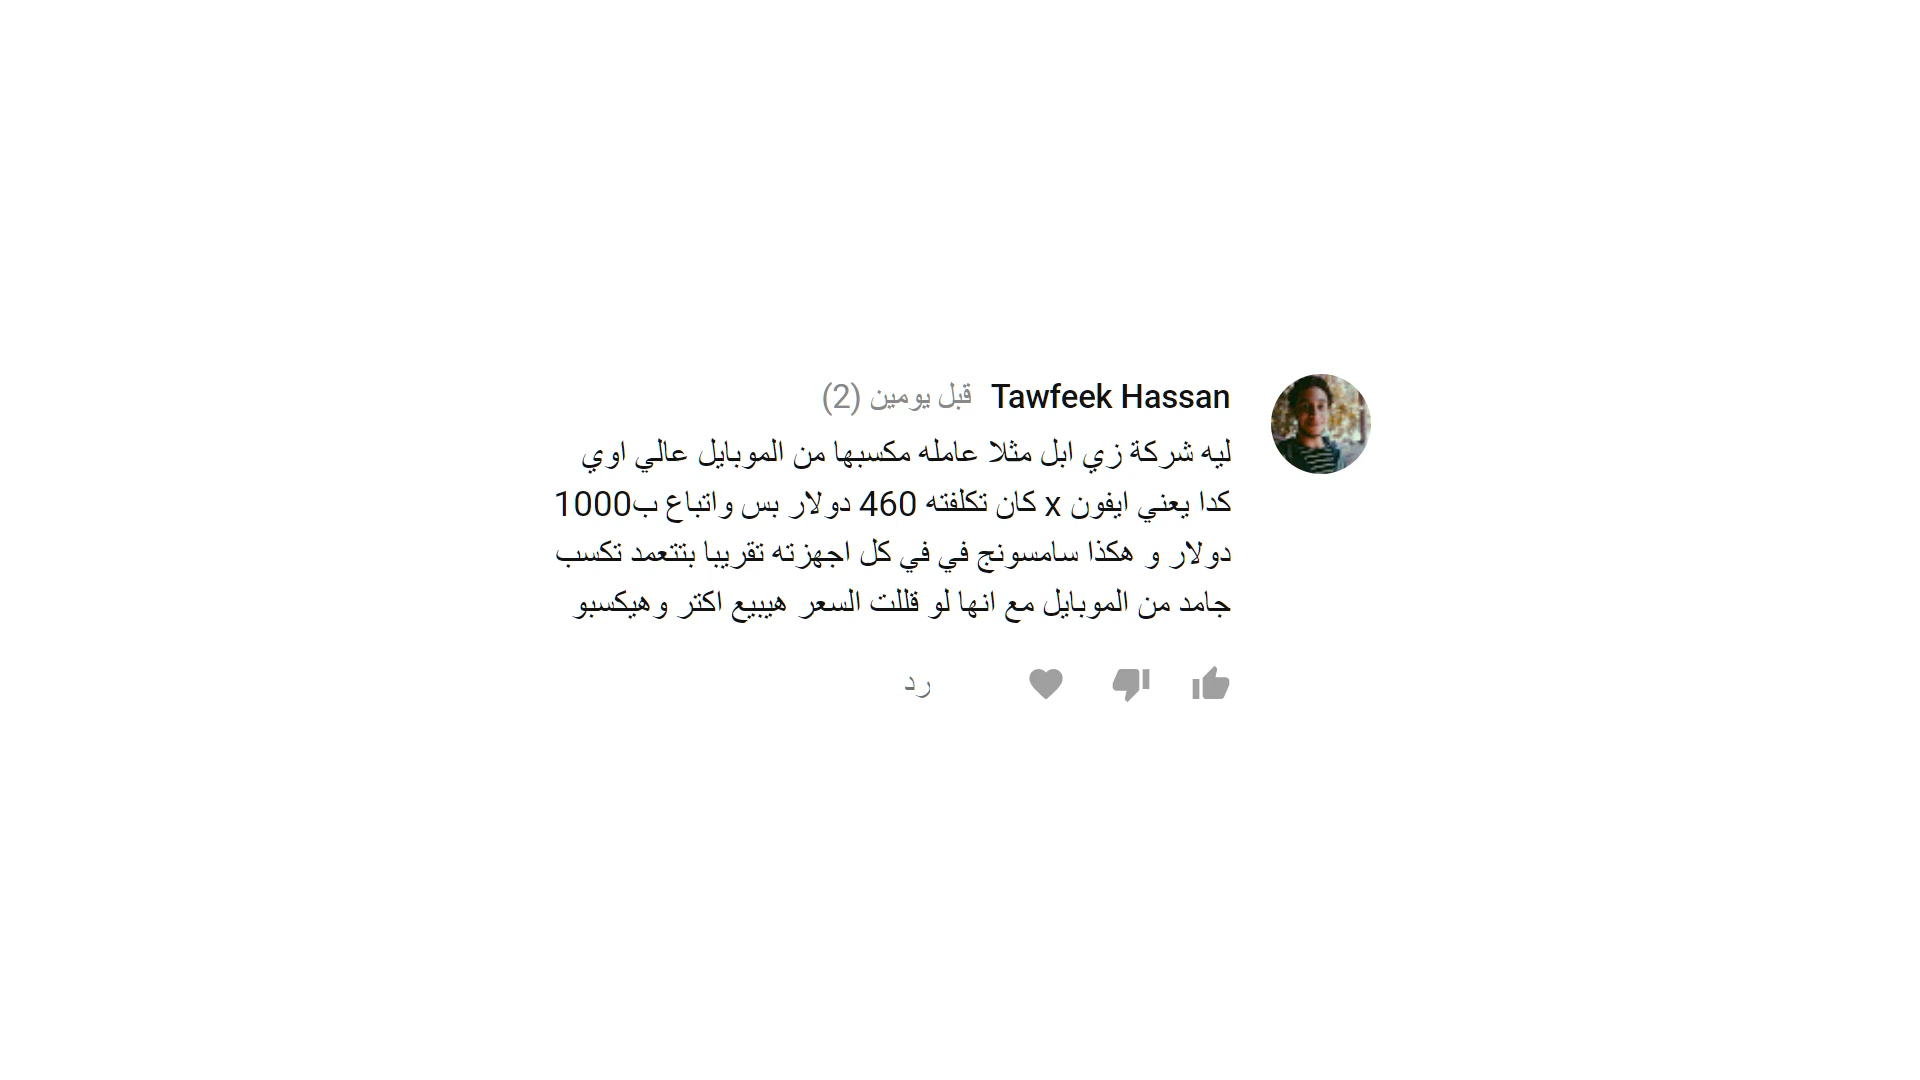 Tawfeek Hassan قبل يومين (2)
ليه شركة زي ابل مثلا عامله مكسبها من الموبايل عالي اوي
كدا يعني ايفون x كان تكلفته 460 دولار بس واتباع ب1000
دولار و هكذا سامسونج في في كل اجهزته تقريبا بتتعمد تكسب
جامد من الموبايل مع انها لو قللت السعر هيبيع اكتر وهيكسبو
رد